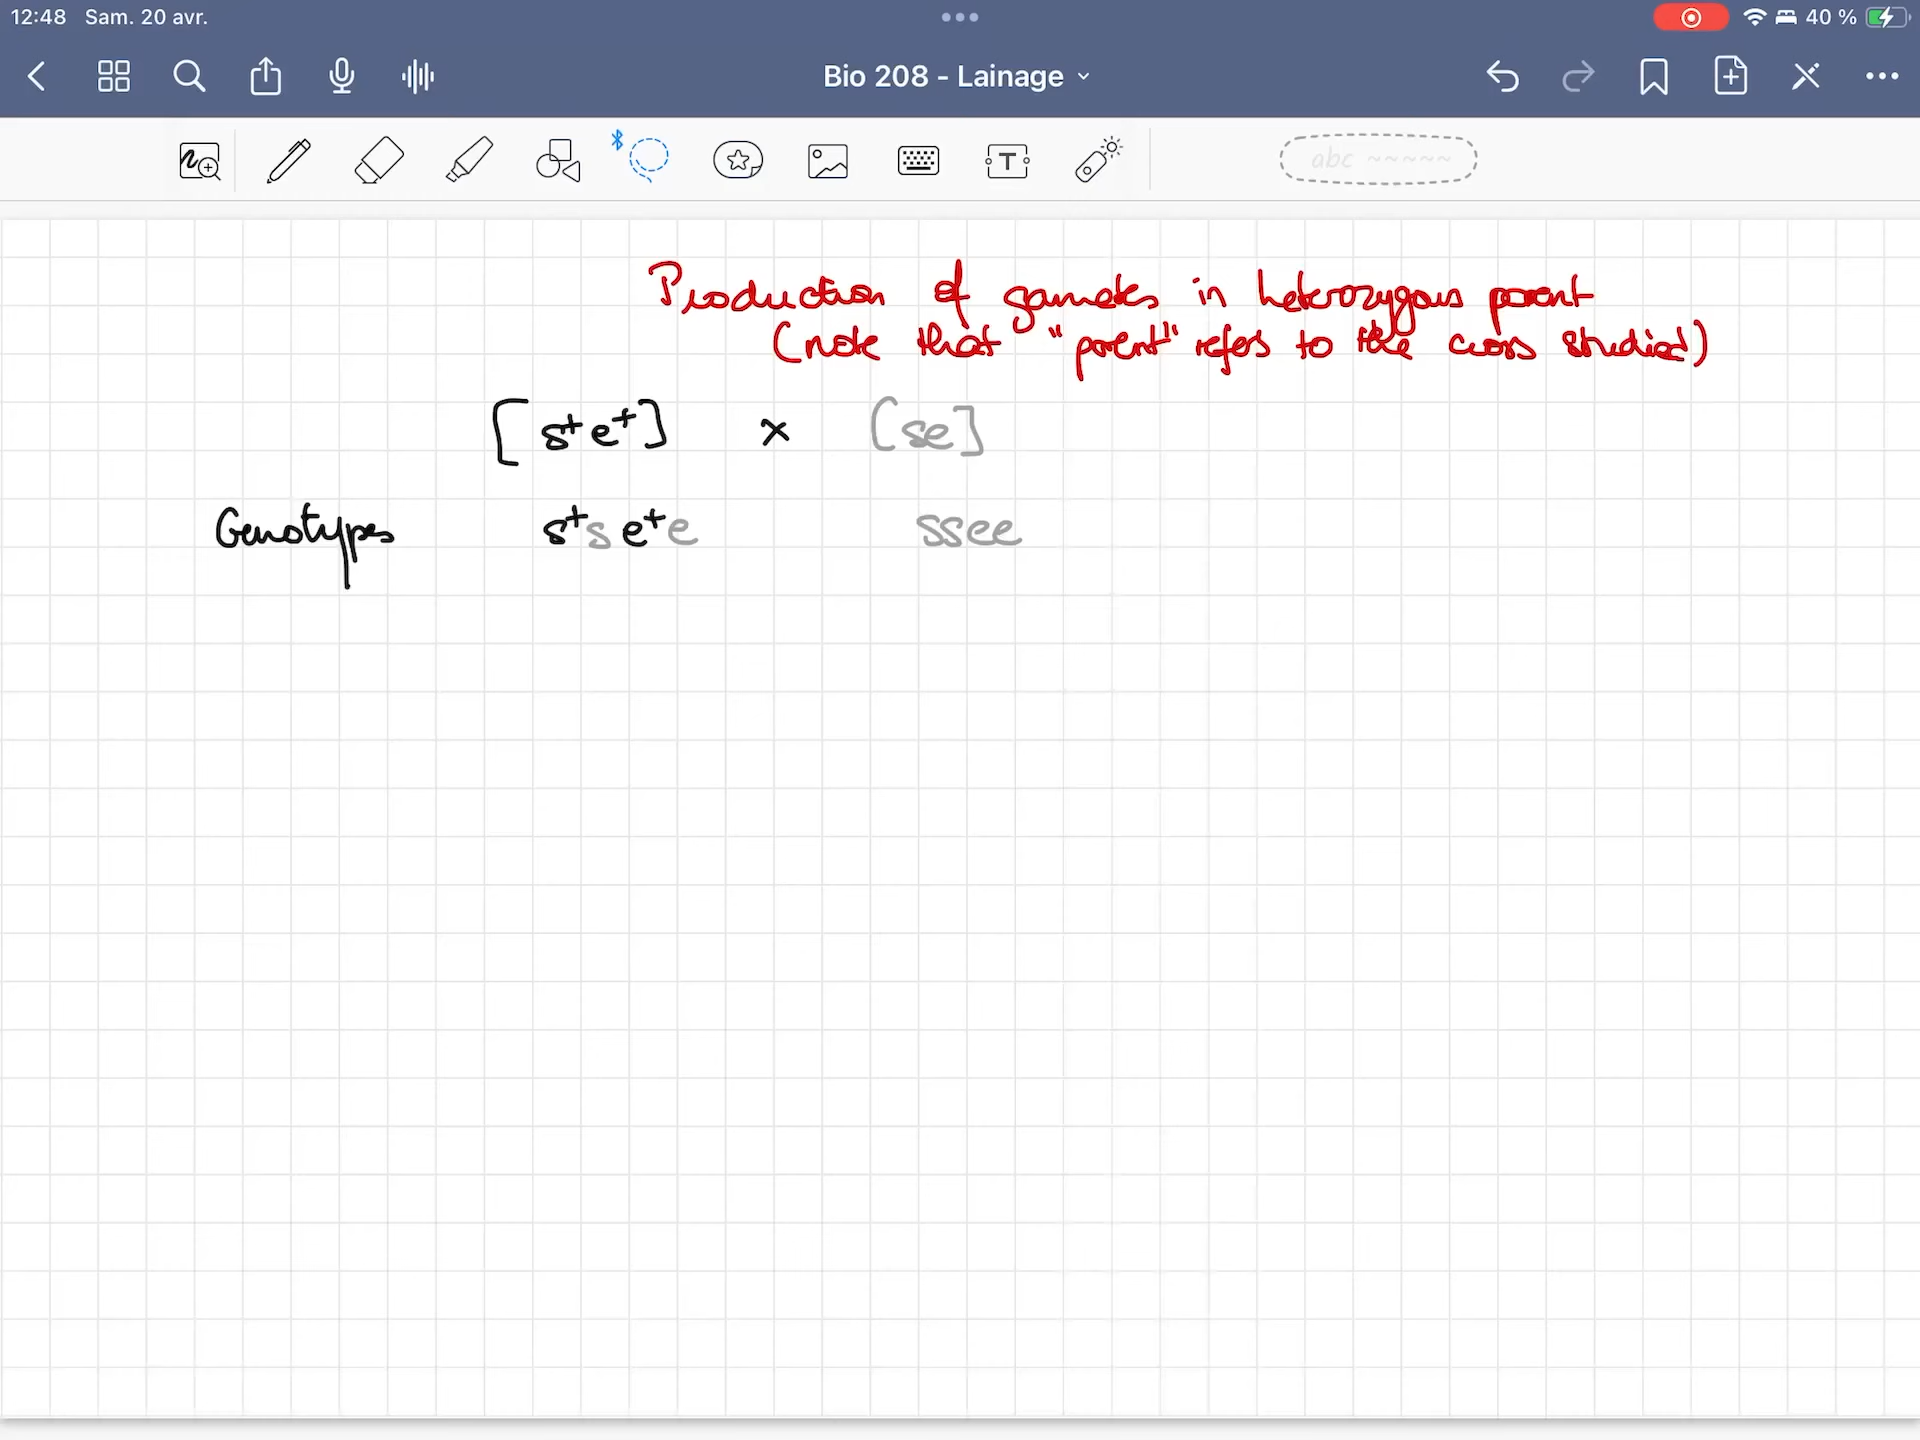 12:48 Sam. 20 avr. 40 %
Bio 208 - Lainage
T abc
Production of gametes in heterozygous parent
(note that "parent" refers to the cross studied)
[s⁺e⁺] x [se]
Genotypes s⁺s e⁺e ssee